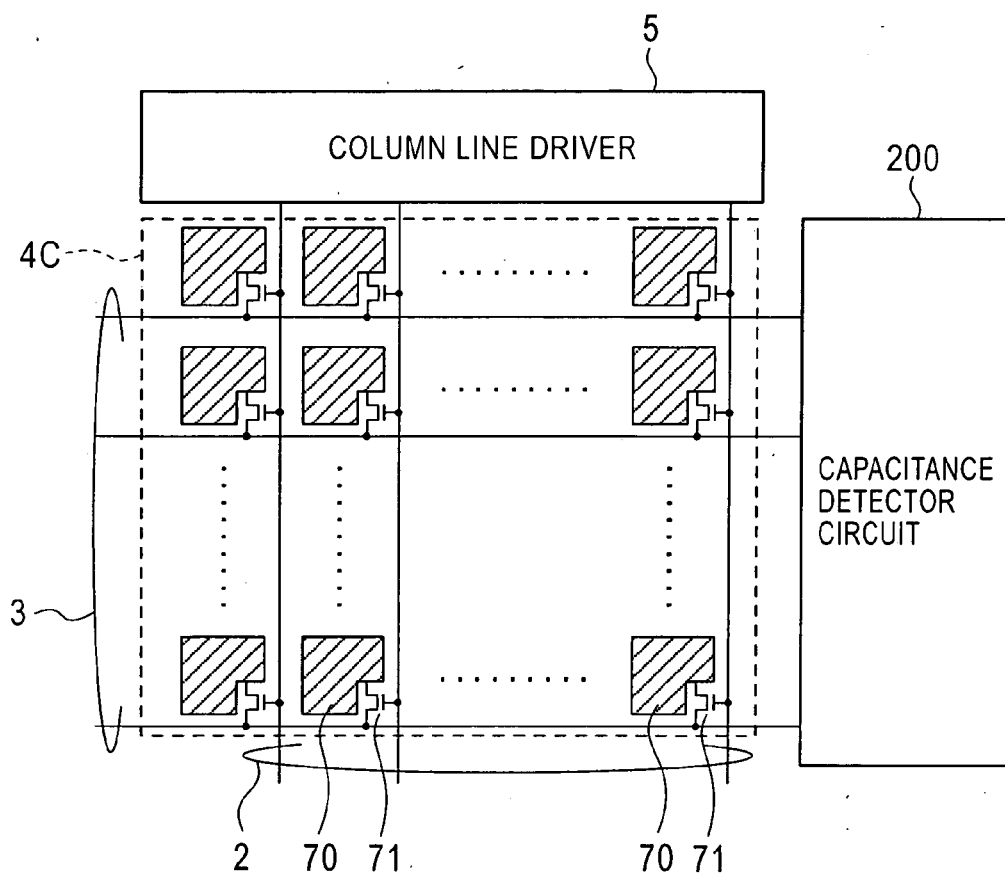 5
COLUMN LINE DRIVER
200
4C
CAPACITANCE
DETECTOR
CIRCUIT
3
2
70
71
70
71